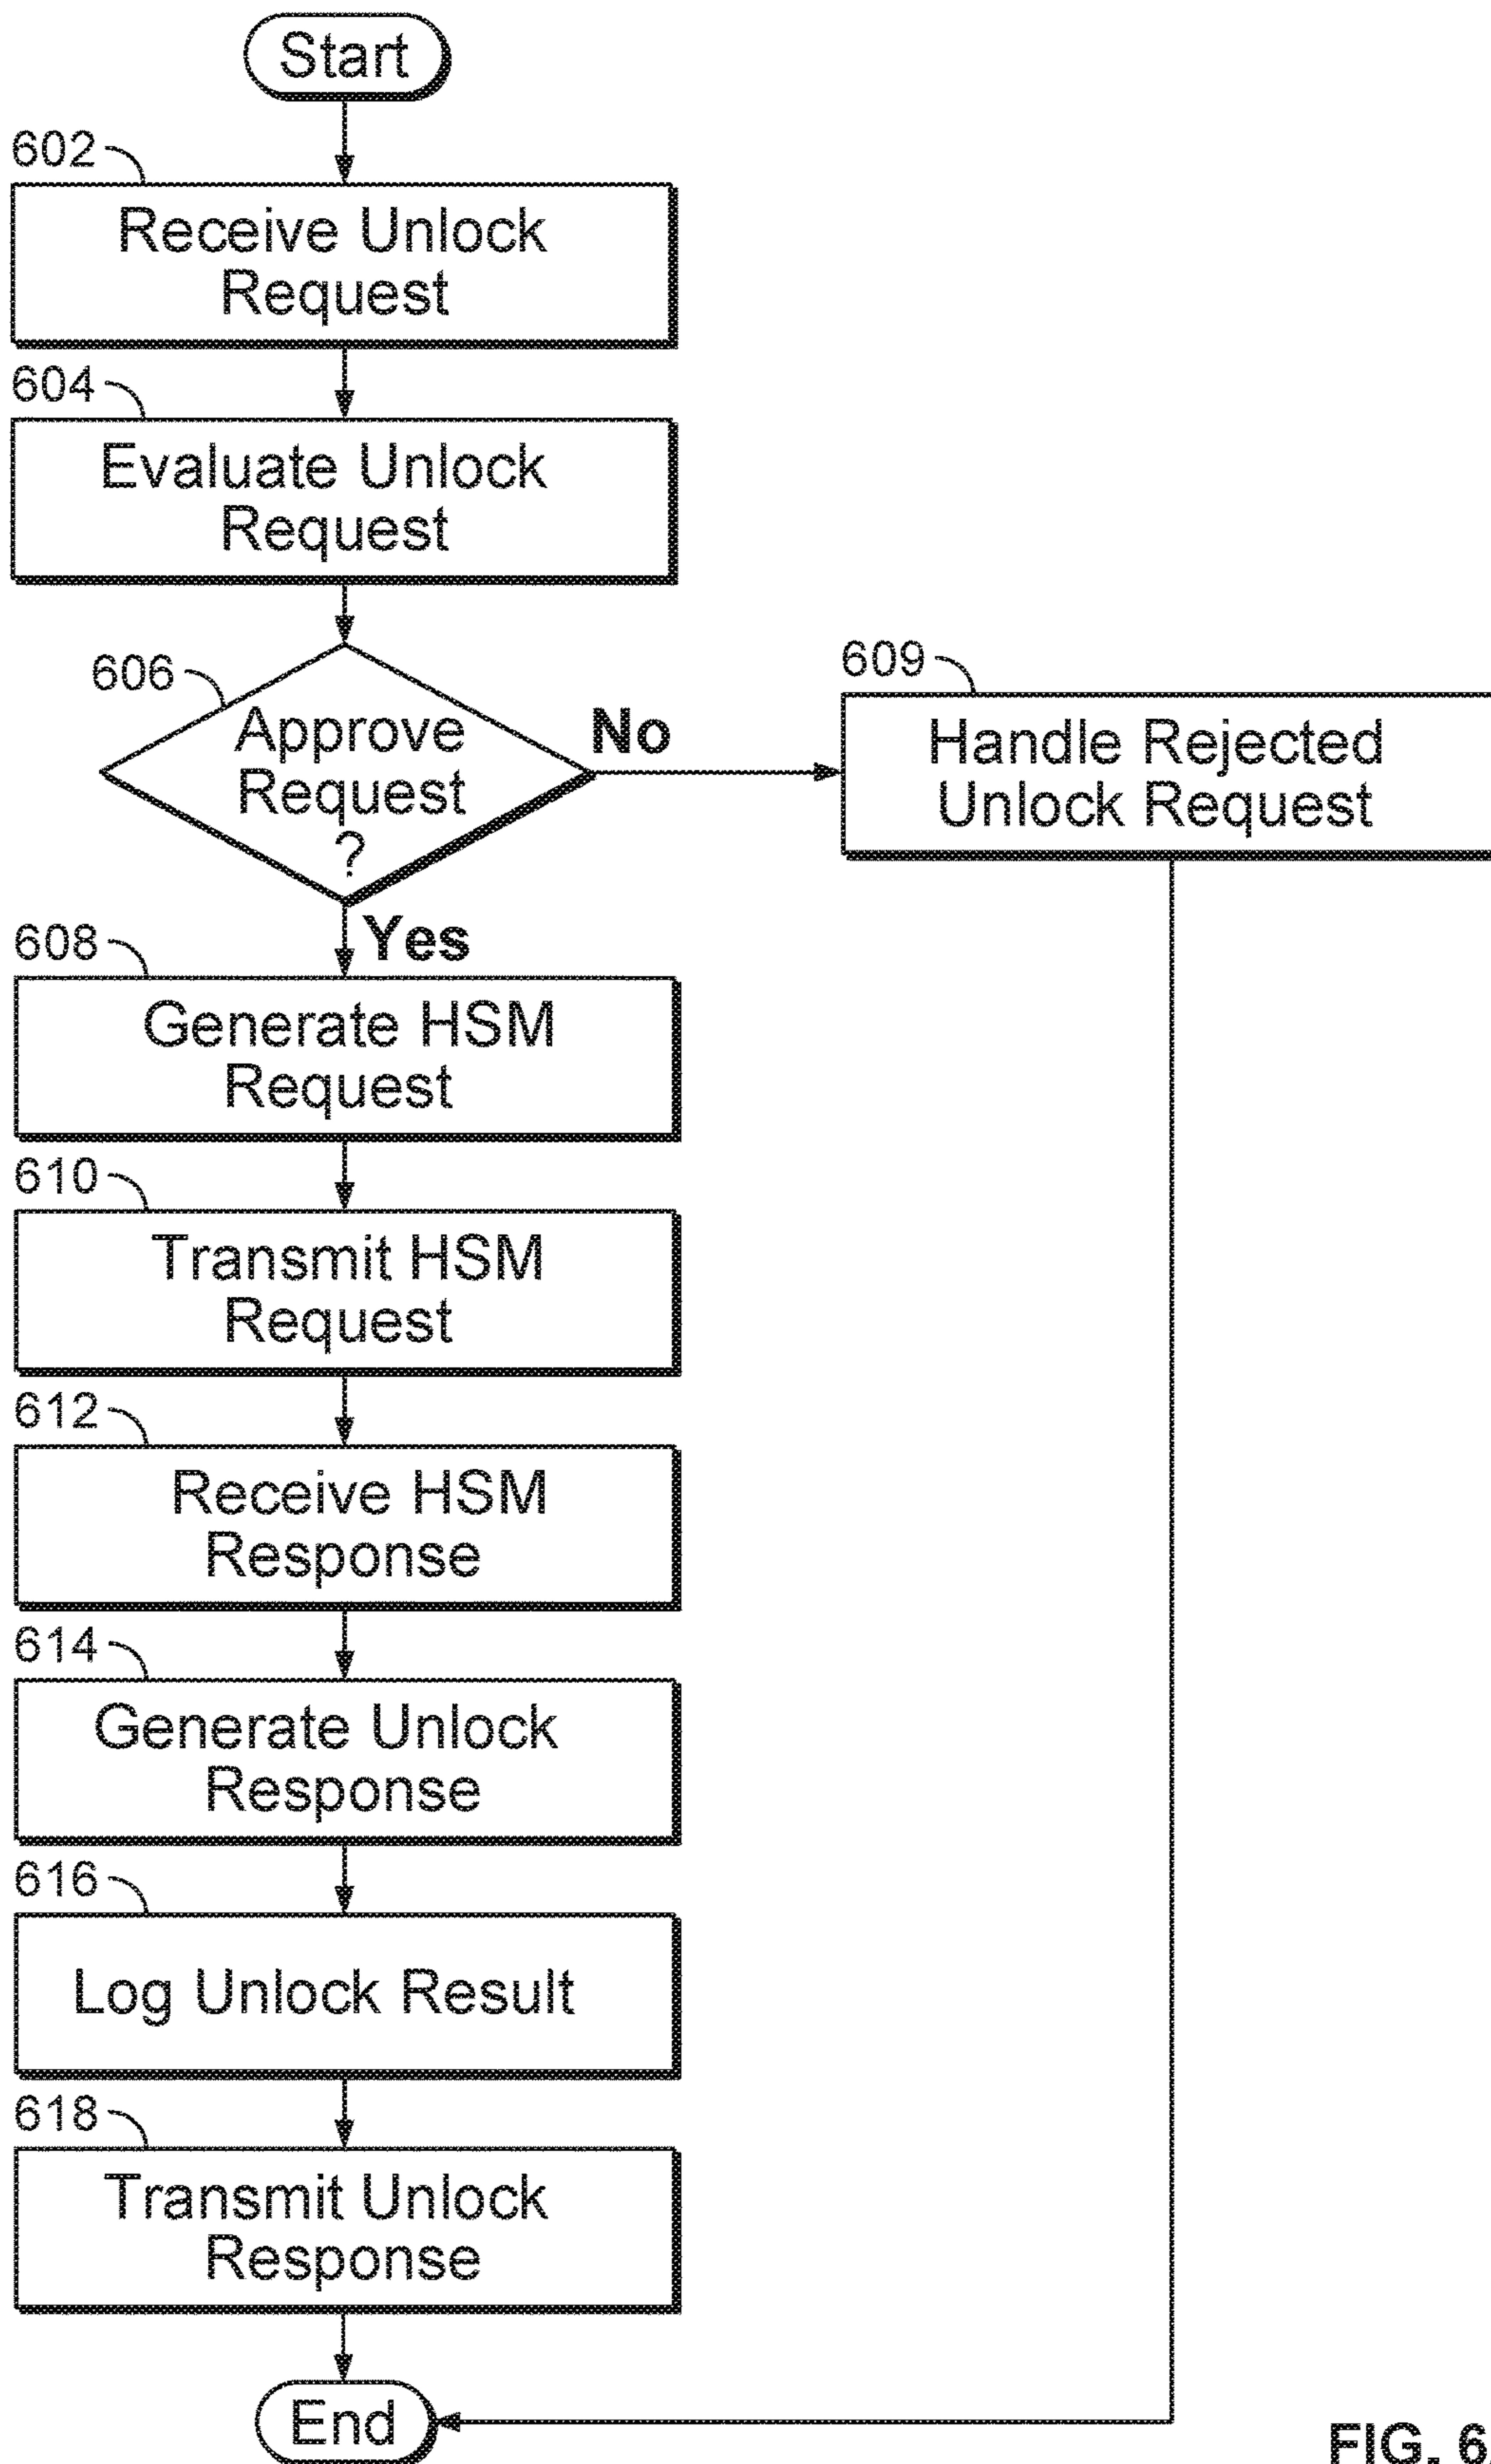 Start
602
Receive Unlock
Request
604
Evaluate Unlock
Request
606
Approve
Request
?
No
609
Handle Rejected
Unlock Request
Yes
608
Generate HSM
Request
610
Transmit HSM
Request
612
Receive HSM
Response
614
Generate Unlock
Response
616
Log Unlock Result
618
Transmit Unlock
Response
End
FIG. 6